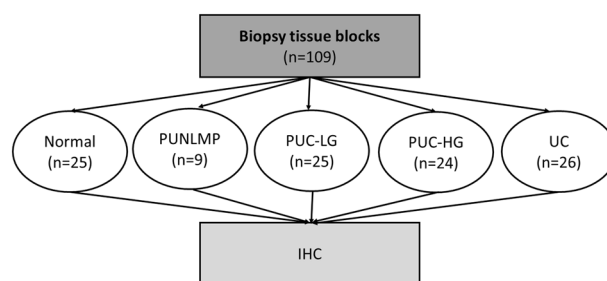 Biopsy tissue blocks
(n=109)
Normal
(n=25)
PUNLMP
(n=9)
PUC-LG
(n=25)
PUC-HG
(n=24)
UC
(n=26)
IHC